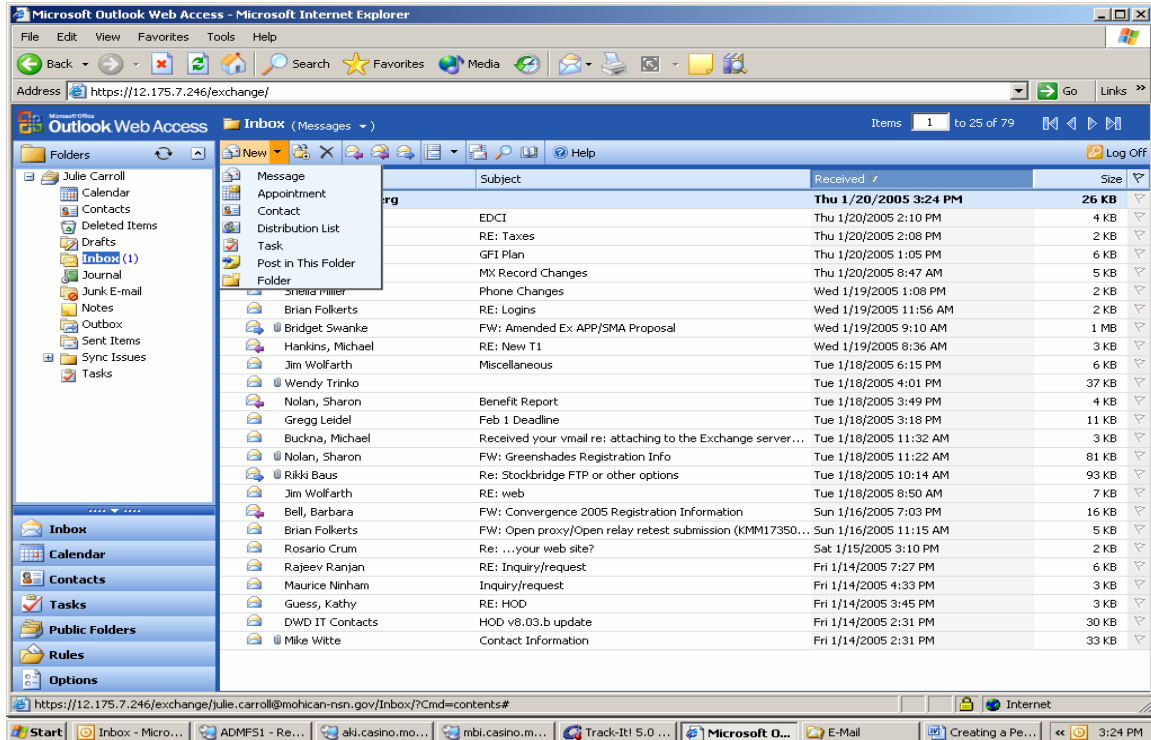 Microsoft Outlook Web Access - Microsoft Internet Explorer
File Edit View Favorites Tools Help
Back Search Favorites Media
Address https://12.175.7.246/exchange/ Go Links »
Microsoft Office
Outlook Web Access Inbox (Messages ) Items 1 to 25 of 79
Folders New Help Log Off
Julie Carroll
Calendar
Contacts
Deleted Items
Drafts
Inbox (1)
Journal
Junk E-mail
Notes
Outbox
Sent Items
Sync Issues
Tasks
Message
Appointment
Contact
Distribution List
Task
Post in This Folder
Folder
Subject Received Size
rg Thu 1/20/2005 3:24 PM 26 KB
EDCI Thu 1/20/2005 2:10 PM 4 KB
RE: Taxes Thu 1/20/2005 2:08 PM 2 KB
GFI Plan Thu 1/20/2005 1:05 PM 6 KB
MX Record Changes Thu 1/20/2005 8:47 AM 5 KB
Sheila Miller Phone Changes Wed 1/19/2005 1:08 PM 2 KB
Brian Folkerts RE: Logins Wed 1/19/2005 11:56 AM 2 KB
Bridget Swanke FW: Amended Ex APP/SMA Proposal Wed 1/19/2005 9:10 AM 1 MB
Hankins, Michael RE: New T1 Wed 1/19/2005 8:36 AM 3 KB
Jim Wolfarth Miscellaneous Tue 1/18/2005 6:15 PM 6 KB
Wendy Trinko Tue 1/18/2005 4:01 PM 37 KB
Nolan, Sharon Benefit Report Tue 1/18/2005 3:49 PM 4 KB
Gregg Leidel Feb 1 Deadline Tue 1/18/2005 3:18 PM 11 KB
Buckna, Michael Received your vmail re: attaching to the Exchange server... Tue 1/18/2005 11:32 AM 3 KB
Nolan, Sharon FW: Greenshades Registration Info Tue 1/18/2005 11:22 AM 81 KB
Rikki Baus Re: Stockbridge FTP or other options Tue 1/18/2005 10:14 AM 93 KB
Jim Wolfarth RE: web Tue 1/18/2005 8:50 AM 7 KB
Bell, Barbara FW: Convergence 2005 Registration Information Sun 1/16/2005 7:03 PM 16 KB
Brian Folkerts FW: Open proxy/Open relay retest submission (KMM17350... Sun 1/16/2005 11:15 AM 5 KB
Rosario Crum Re: ...your web site? Sat 1/15/2005 3:10 PM 2 KB
Rajeev Ranjan RE: Inquiry/request Fri 1/14/2005 7:27 PM 6 KB
Maurice Ninham Inquiry/request Fri 1/14/2005 4:33 PM 3 KB
Guess, Kathy RE: HOD Fri 1/14/2005 3:45 PM 3 KB
DWD IT Contacts HOD v8.03.b update Fri 1/14/2005 2:31 PM 30 KB
Mike Witte Contact Information Fri 1/14/2005 2:31 PM 33 KB
Inbox
Calendar
Contacts
Tasks
Public Folders
Rules
Options
https://12.175.7.246/exchange/julie.carroll@mohican-nsn.gov/Inbox/?Cmd=contents# Internet
Start Inbox - Micro... ADMFS1 - Re... aki.casino.mo... mbi.casino.m... Track-It! 5.0 ... Microsoft O... E-Mail Creating a Pe... « 3:24 PM